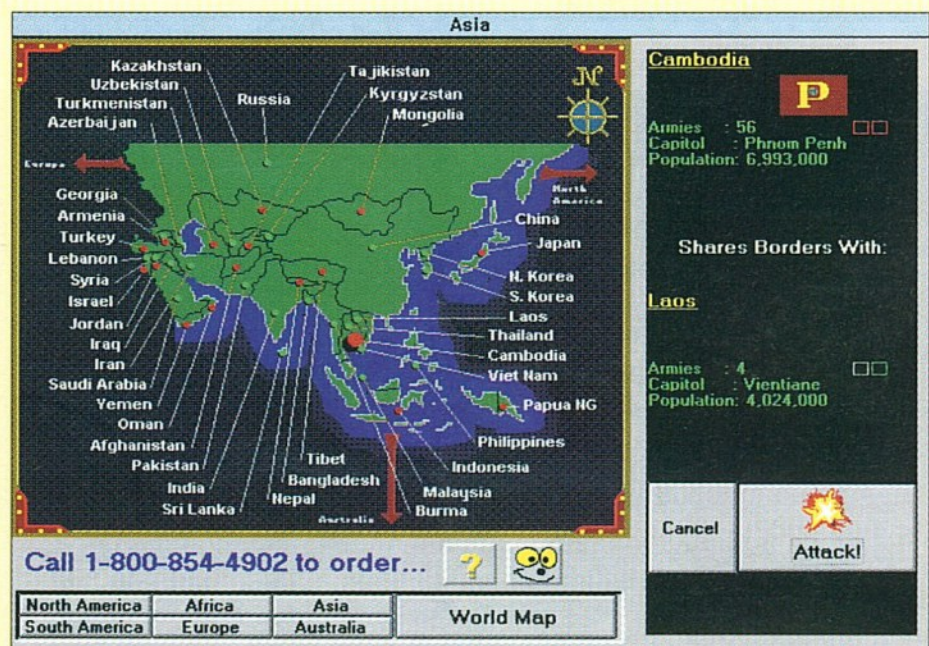 Asia
Kazakhstan
Uzbekistan
Turkmenistan
Azerbaijan
Russia
Tajikistan
Kyrgyzstan
Mongolia
N
Europe
North
America
Georgia
Armenia
Turkey
Lebanon
Syria
Israel
Jordan
Iraq
Iran
Saudi Arabia
Yemen
Oman
Afghanistan
Pakistan
India
Sri Lanka
Nepal
Bangladesh
Tibet
China
Japan
N. Korea
S. Korea
Laos
Thailand
Cambodia
Viet Nam
Papua NG
Philippines
Indonesia
Malaysia
Burma
Australia
Cambodia
P
Armies : 56
Capitol : Phnom Penh
Population: 6,993,000
Shares Borders With:
Laos
Armies : 4
Capitol : Vientiane
Population: 4,024,000
Cancel
Attack!
Call 1-800-854-4902 to order...
?
North America Africa Asia
South America Europe Australia
World Map